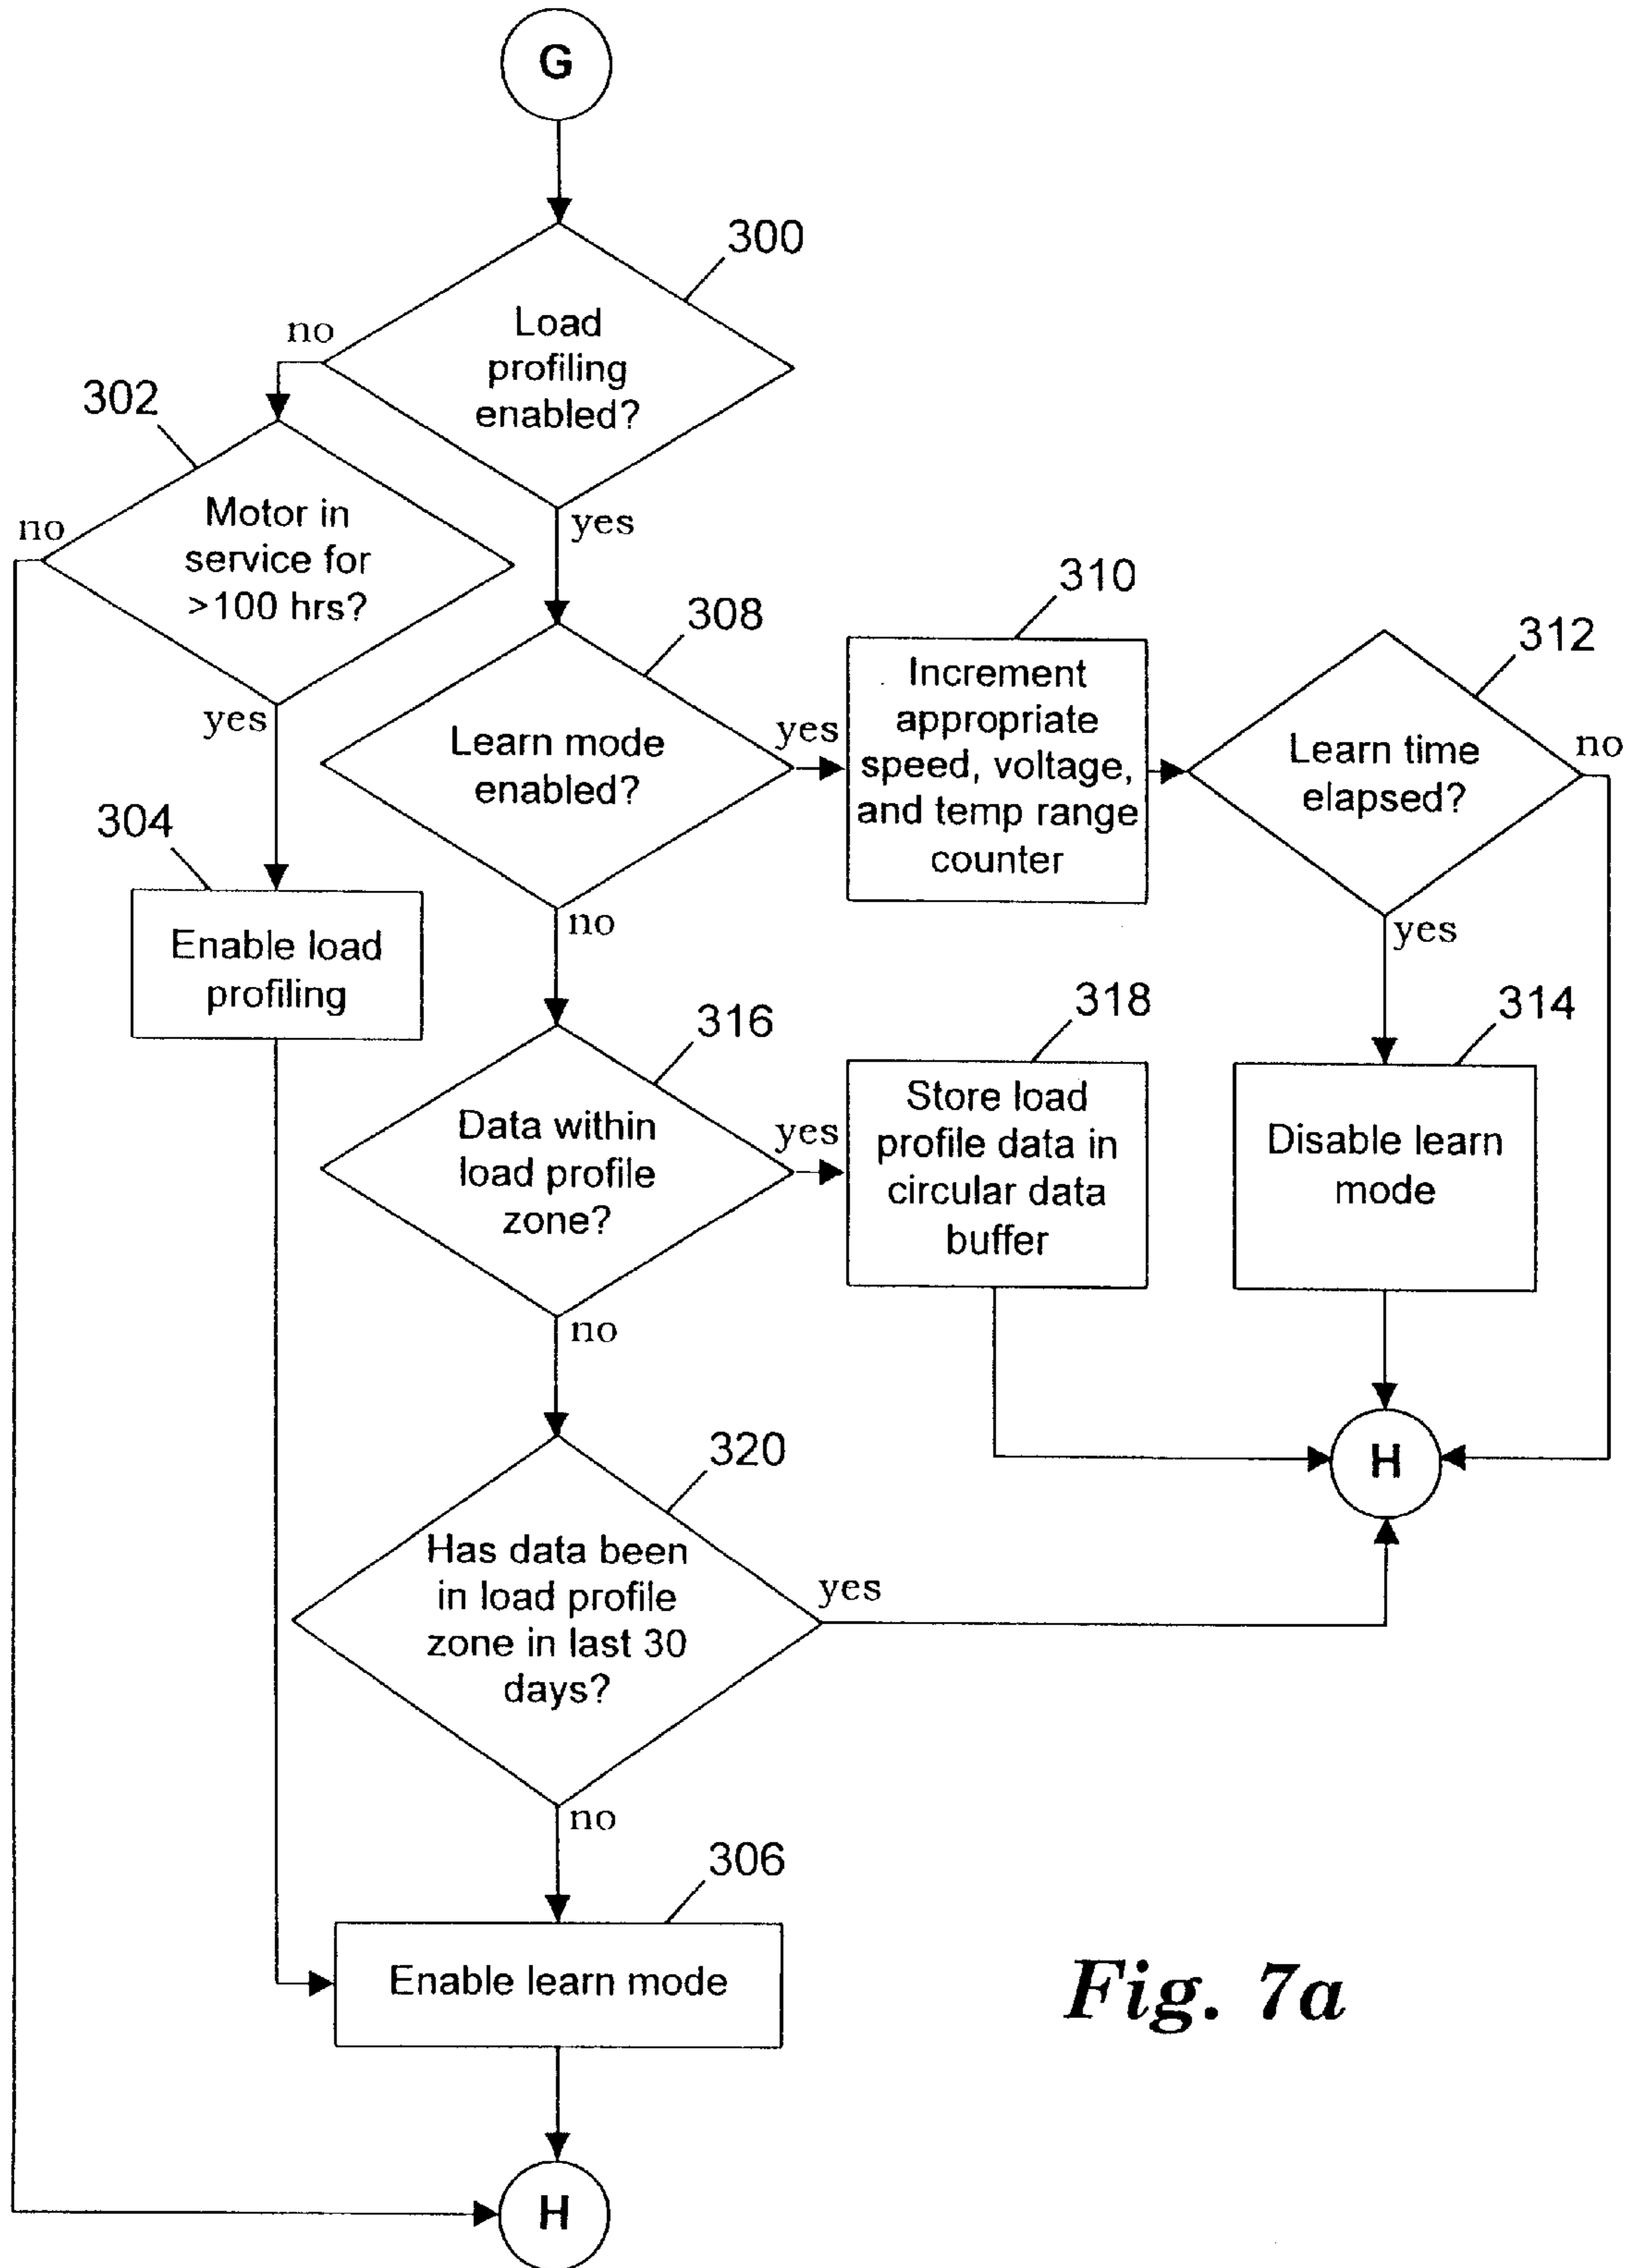 G
300
Load
profiling
enabled?
no
yes
302
Motor in
service for
>100 hrs?
no
yes
304
Enable load
profiling
308
Learn mode
enabled?
yes
no
310
Increment
appropriate
speed, voltage,
and temp range
counter
312
Learn time
elapsed?
no
yes
314
Disable learn
mode
316
Data within
load profile
zone?
yes
no
318
Store load
profile data in
circular data
buffer
H
320
Has data been
in load profile
zone in last 30
days?
yes
no
306
Enable learn mode
H
Fig. 7a